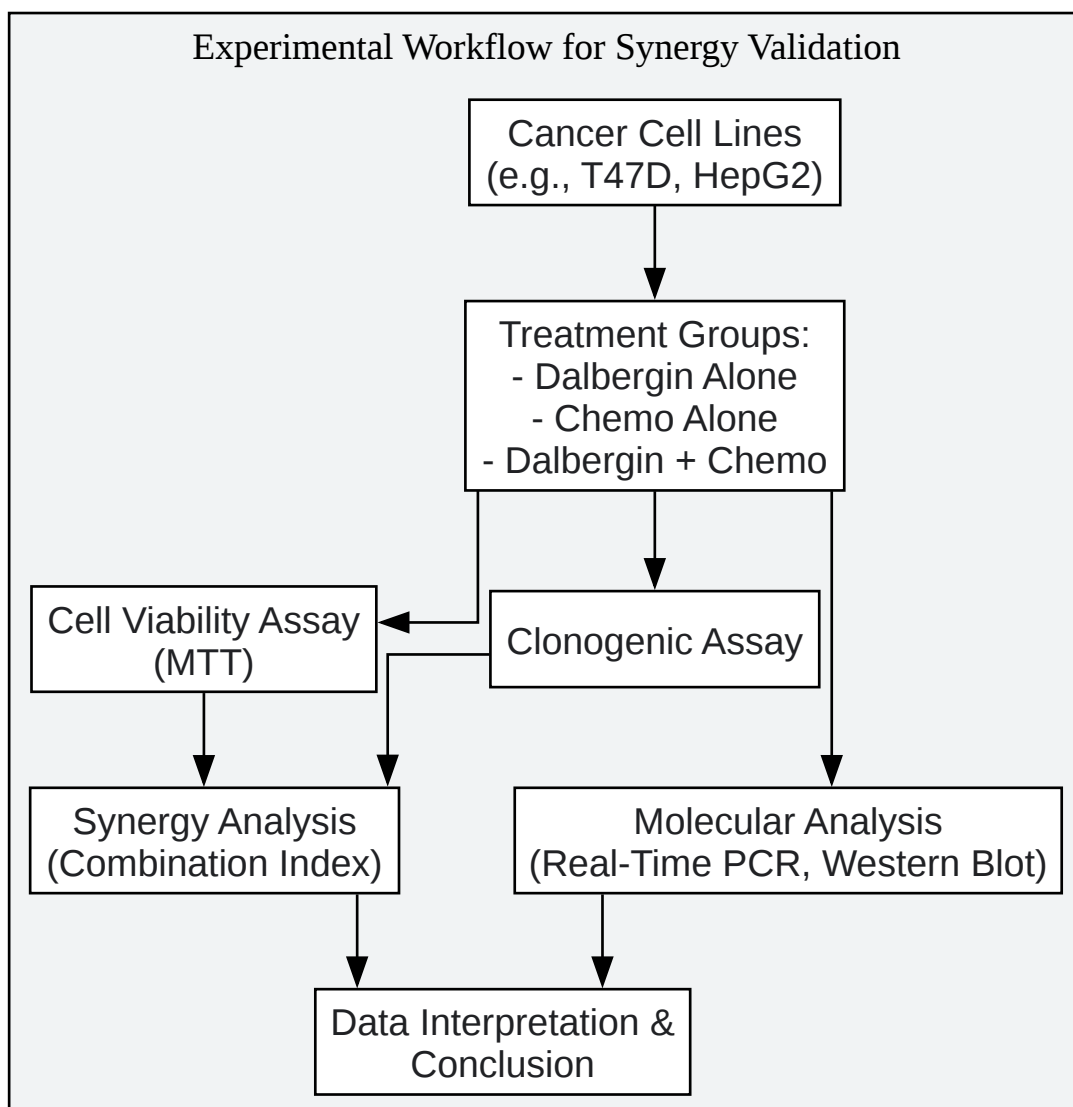 Experimental Workflow for Synergy Validation
Cancer Cell Lines
(e.g., T47D, HepG2)
Treatment Groups:
- Dalbergin Alone
- Chemo Alone
- Dalbergin + Chemo
Cell Viability Assay
(MTT)
Clonogenic Assay
Synergy Analysis
(Combination Index)
Molecular Analysis
(Real-Time PCR, Western Blot)
Data Interpretation &
Conclusion